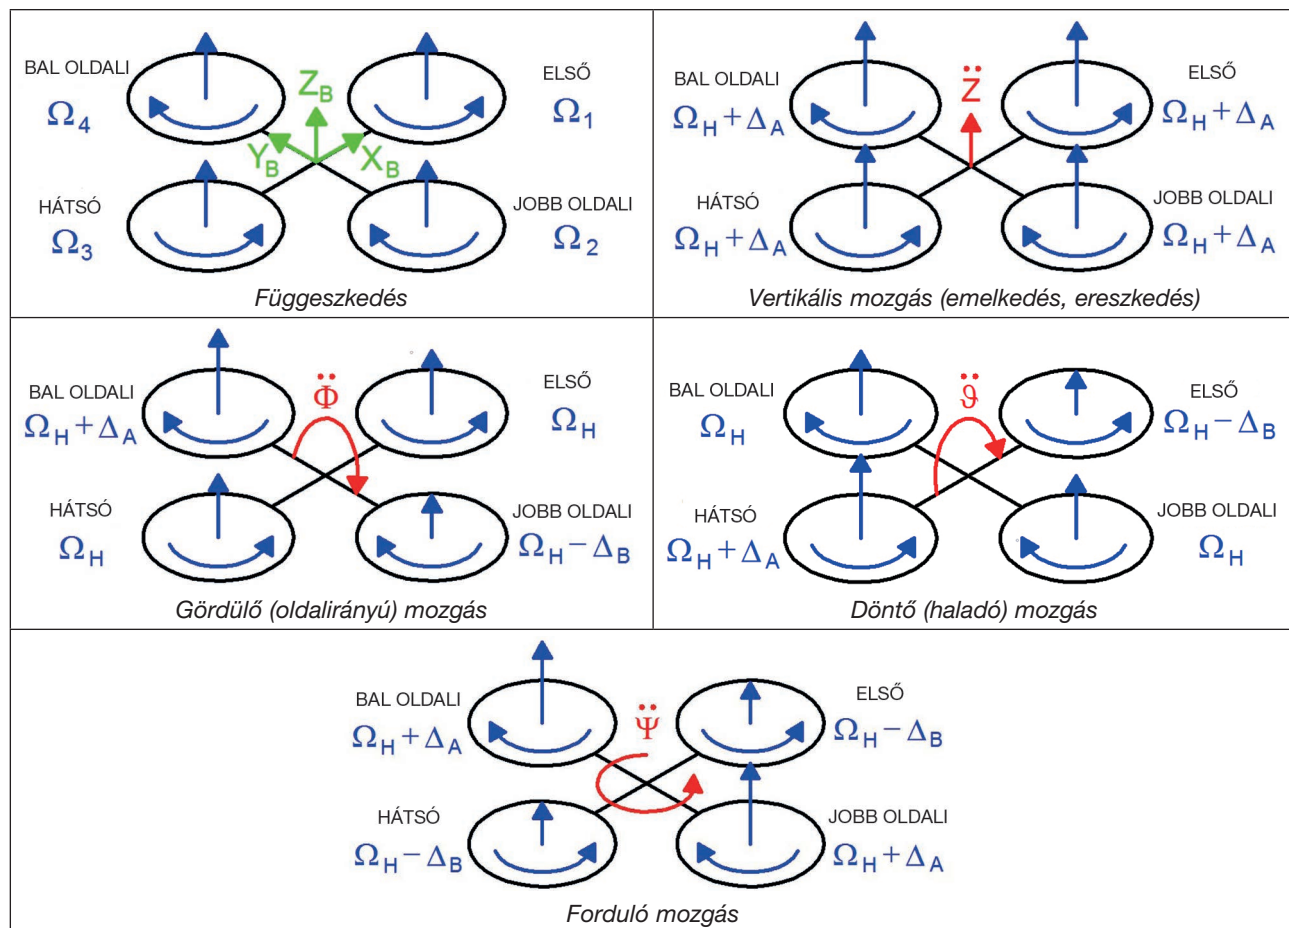 BAL OLDALI
Ω4
ELSŐ
Ω1
ZB
YB
XB
HÁTSÓ
Ω3
JOBB OLDALI
Ω2
Függeszkedés
BAL OLDALI
ΩH + ΔA
ELSŐ
ΩH + ΔA
Z̈
HÁTSÓ
ΩH + ΔA
JOBB OLDALI
ΩH + ΔA
Vertikális mozgás (emelkedés, ereszkedés)
BAL OLDALI
ΩH + ΔA
Φ̈
ELSŐ
ΩH
HÁTSÓ
ΩH
JOBB OLDALI
ΩH − ΔB
Gördülő (oldalirányú) mozgás
BAL OLDALI
ΩH
ϑ̈
ELSŐ
ΩH − ΔB
HÁTSÓ
ΩH + ΔA
JOBB OLDALI
ΩH
Döntő (haladó) mozgás
BAL OLDALI
ΩH + ΔA
Ψ̈
ELSŐ
ΩH − ΔB
HÁTSÓ
ΩH − ΔB
JOBB OLDALI
ΩH + ΔA
Forduló mozgás